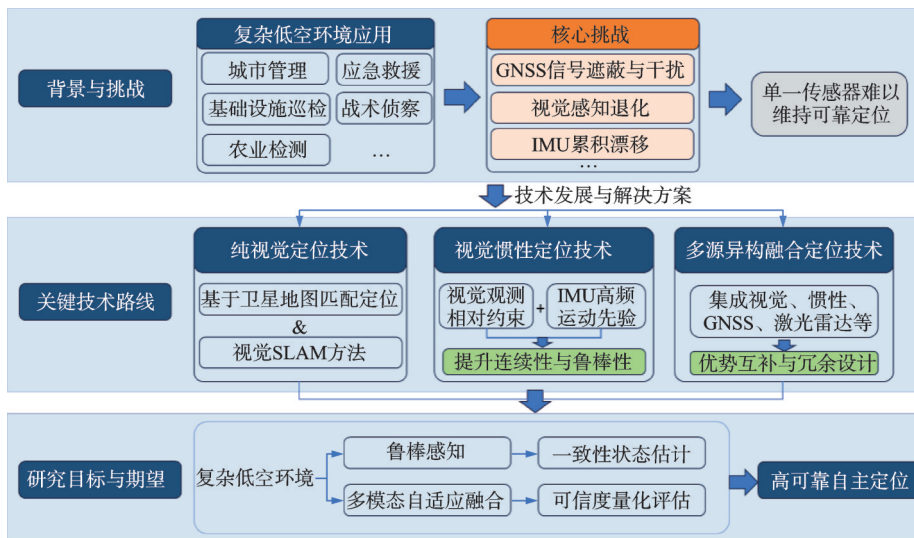 背景与挑战
复杂低空环境应用
城市管理
应急救援
基础设施巡检
战术侦察
农业检测
…
核心挑战
GNSS信号遮蔽与干扰
视觉感知退化
IMU累积漂移
…
单一传感器难以
维持可靠定位
技术发展与解决方案
关键技术路线
纯视觉定位技术
基于卫星地图匹配定位
&
视觉SLAM方法
视觉惯性定位技术
视觉观测
相对约束
+
IMU高频
运动先验
提升连续性与鲁棒性
多源异构融合定位技术
集成视觉、惯性、
GNSS、激光雷达等
优势互补与冗余设计
研究目标与期望
复杂低空环境
鲁棒感知
一致性状态估计
多模态自适应融合
可信度量化评估
高可靠自主定位